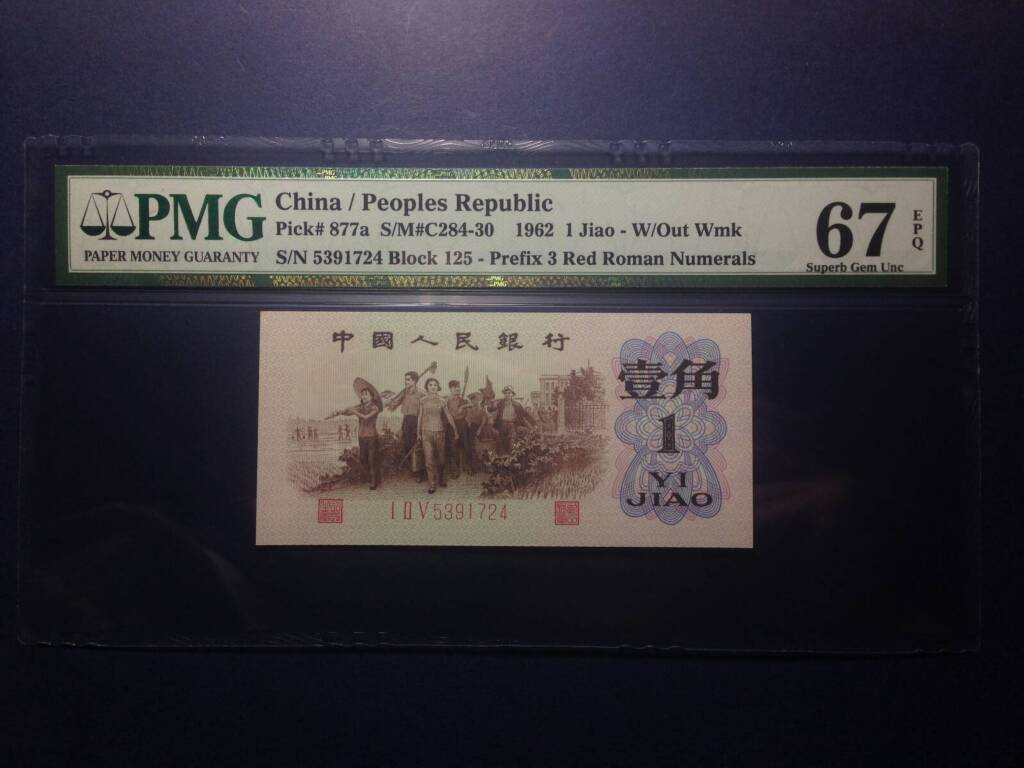 PMG
PAPER MONEY GUARANTY
China / Peoples Republic
Pick# 877a S/M#C284-30 1962 1 Jiao - W/Out Wmk
S/N 5391724 Block 125 - Prefix 3 Red Roman Numerals
67
EPQ
Superb Gem Unc
中國人民銀行
壹角
1
YI
JIAO
I II V 5391724